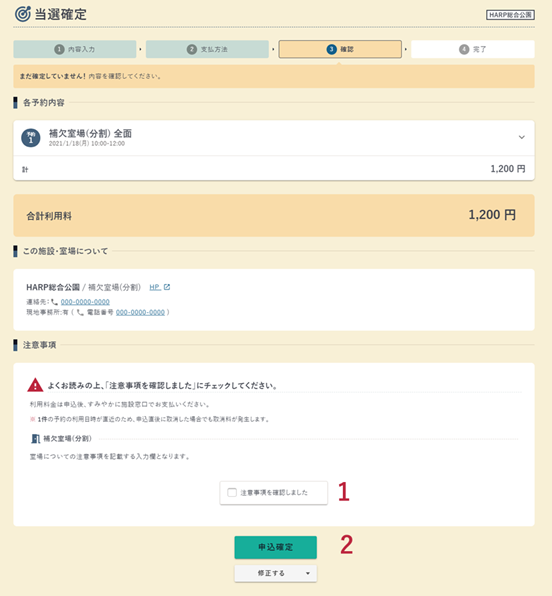 当選確定
HARP総合公園
1 内容入力
2 支払方法
3 確認
4 完了
まだ確定していません！内容を確認してください。
各予約内容
予約1
補欠室場(分割) 全面
2021/1/18(月) 10:00-12:00
計 1,200 円
合計利用料 1,200 円
この施設・室場について
HARP総合公園 / 補欠室場(分割) HP
連絡先: 000-0000-0000
現地事務所:有 ( 電話番号 000-0000-0000 )
注意事項
よくお読みの上、「注意事項を確認しました」にチェックしてください。
利用料金は申込後、すみやかに施設窓口でお支払いください。
※ 1件の予約の利用日時が直近のため、申込直後に取消した場合でも取消料が発生します。
補欠室場(分割)
室場についての注意事項を記載する入力欄となります。
注意事項を確認しました 1
申込確定 2
修正する